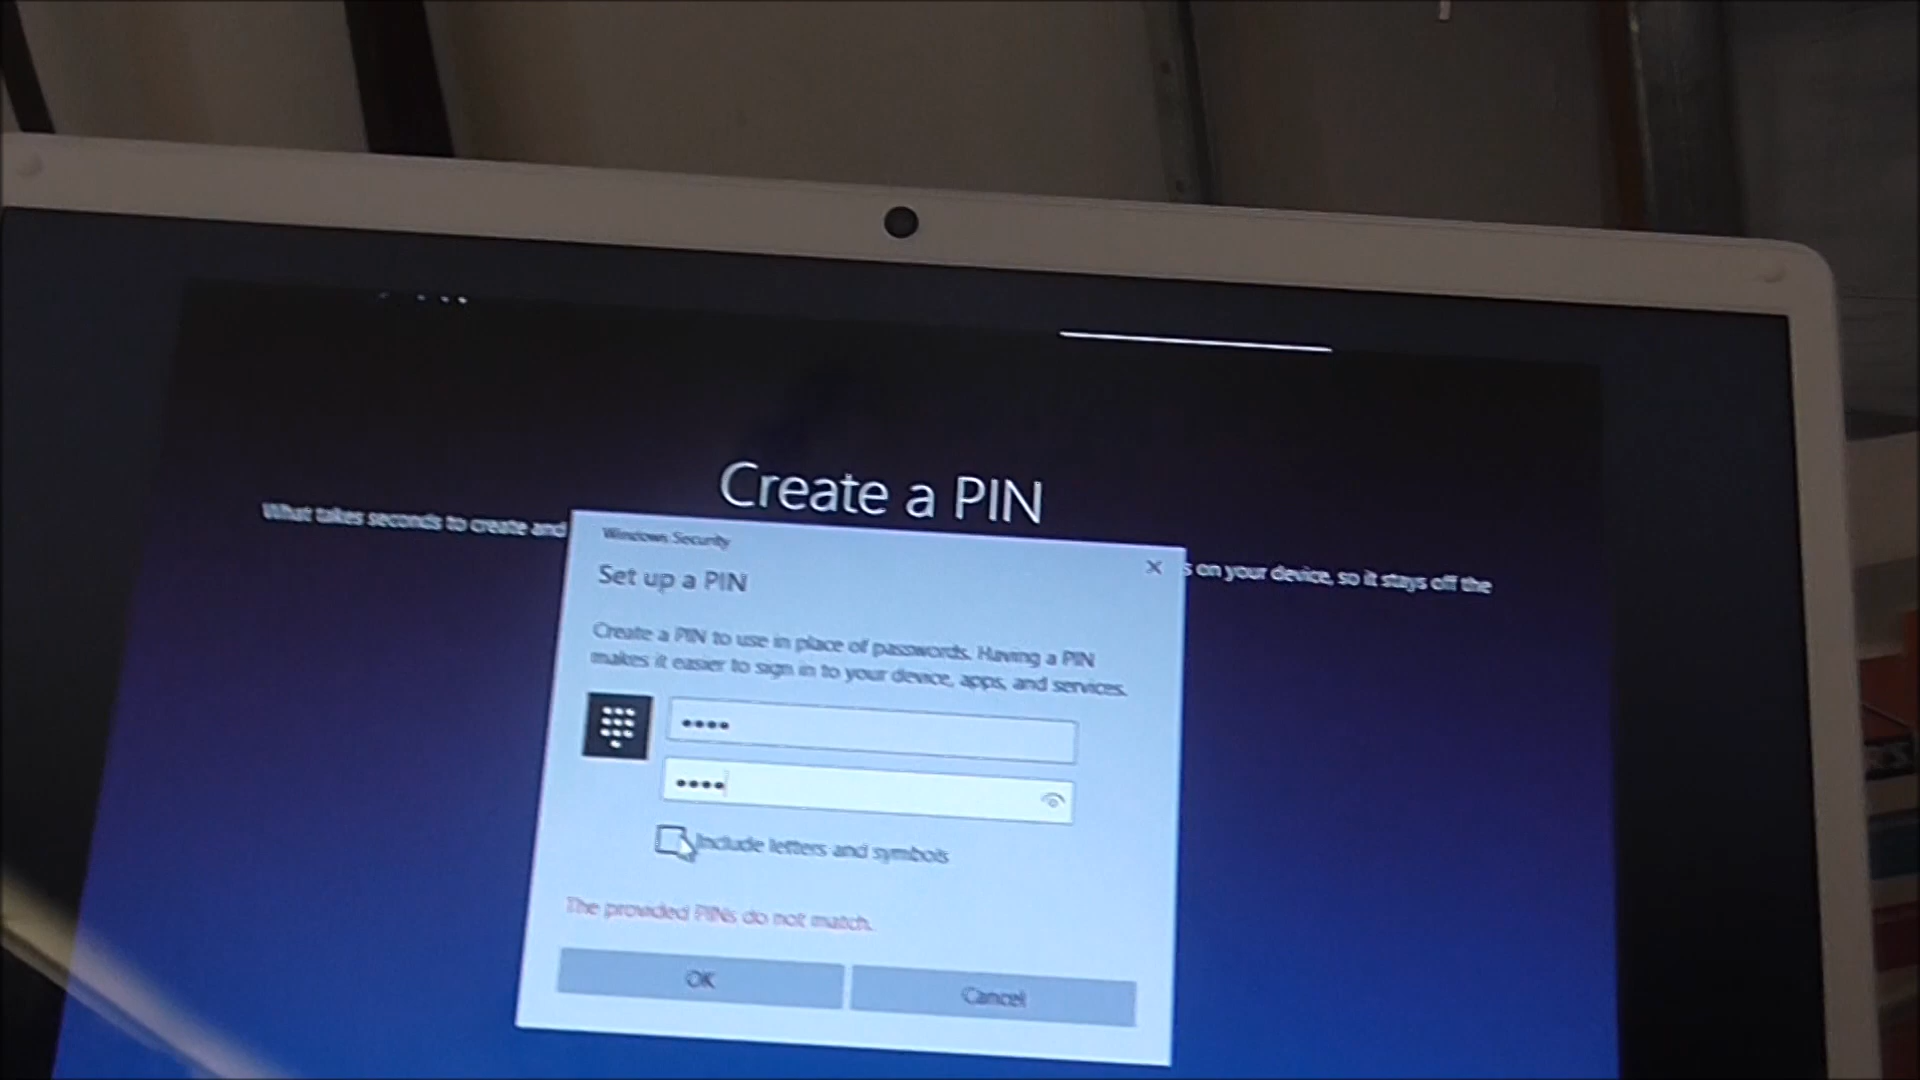 Create a PIN
What takes seconds to create and
s on your device, so it stays off the
Windows Security
Set up a PIN
Create a PIN to use in place of passwords. Having a PIN
makes it easier to sign in to your device, apps, and services.
Include letters and symbols
The provided PINs do not match.
OK
Cancel